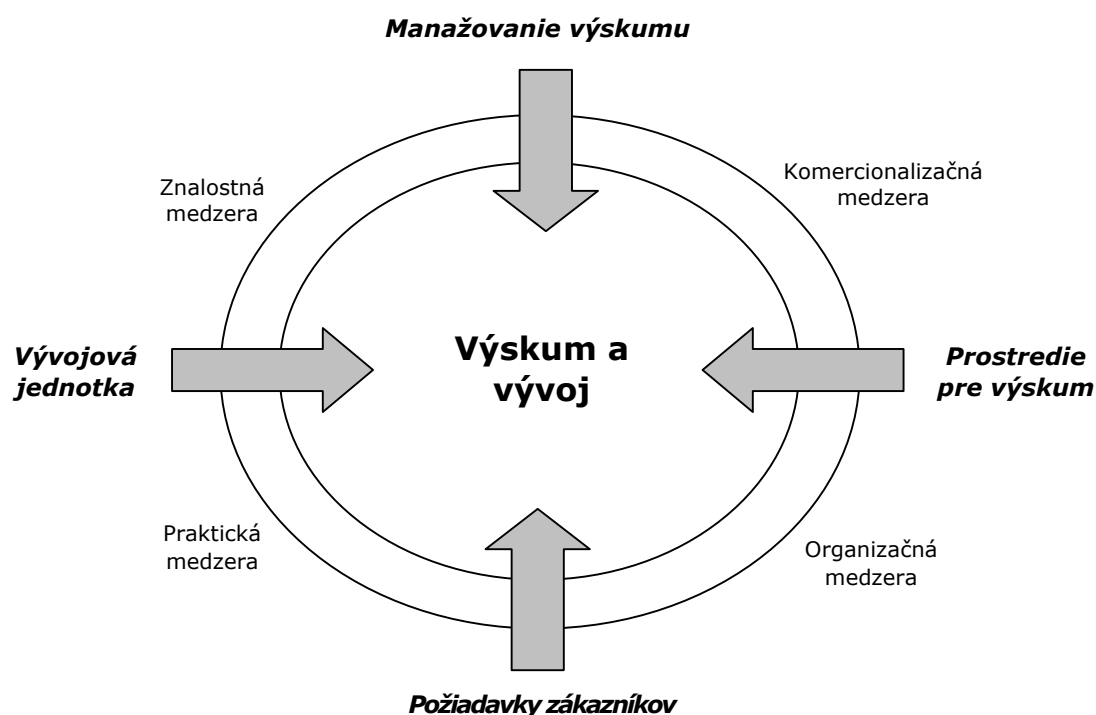 Manažovanie výskumu
Znalostná
medzera
Komercionalizačná
medzera
Vývojová
jednotka
Výskum a
vývoj
Prostredie
pre výskum
Praktická
medzera
Organizačná
medzera
Požiadavky zákazníkov